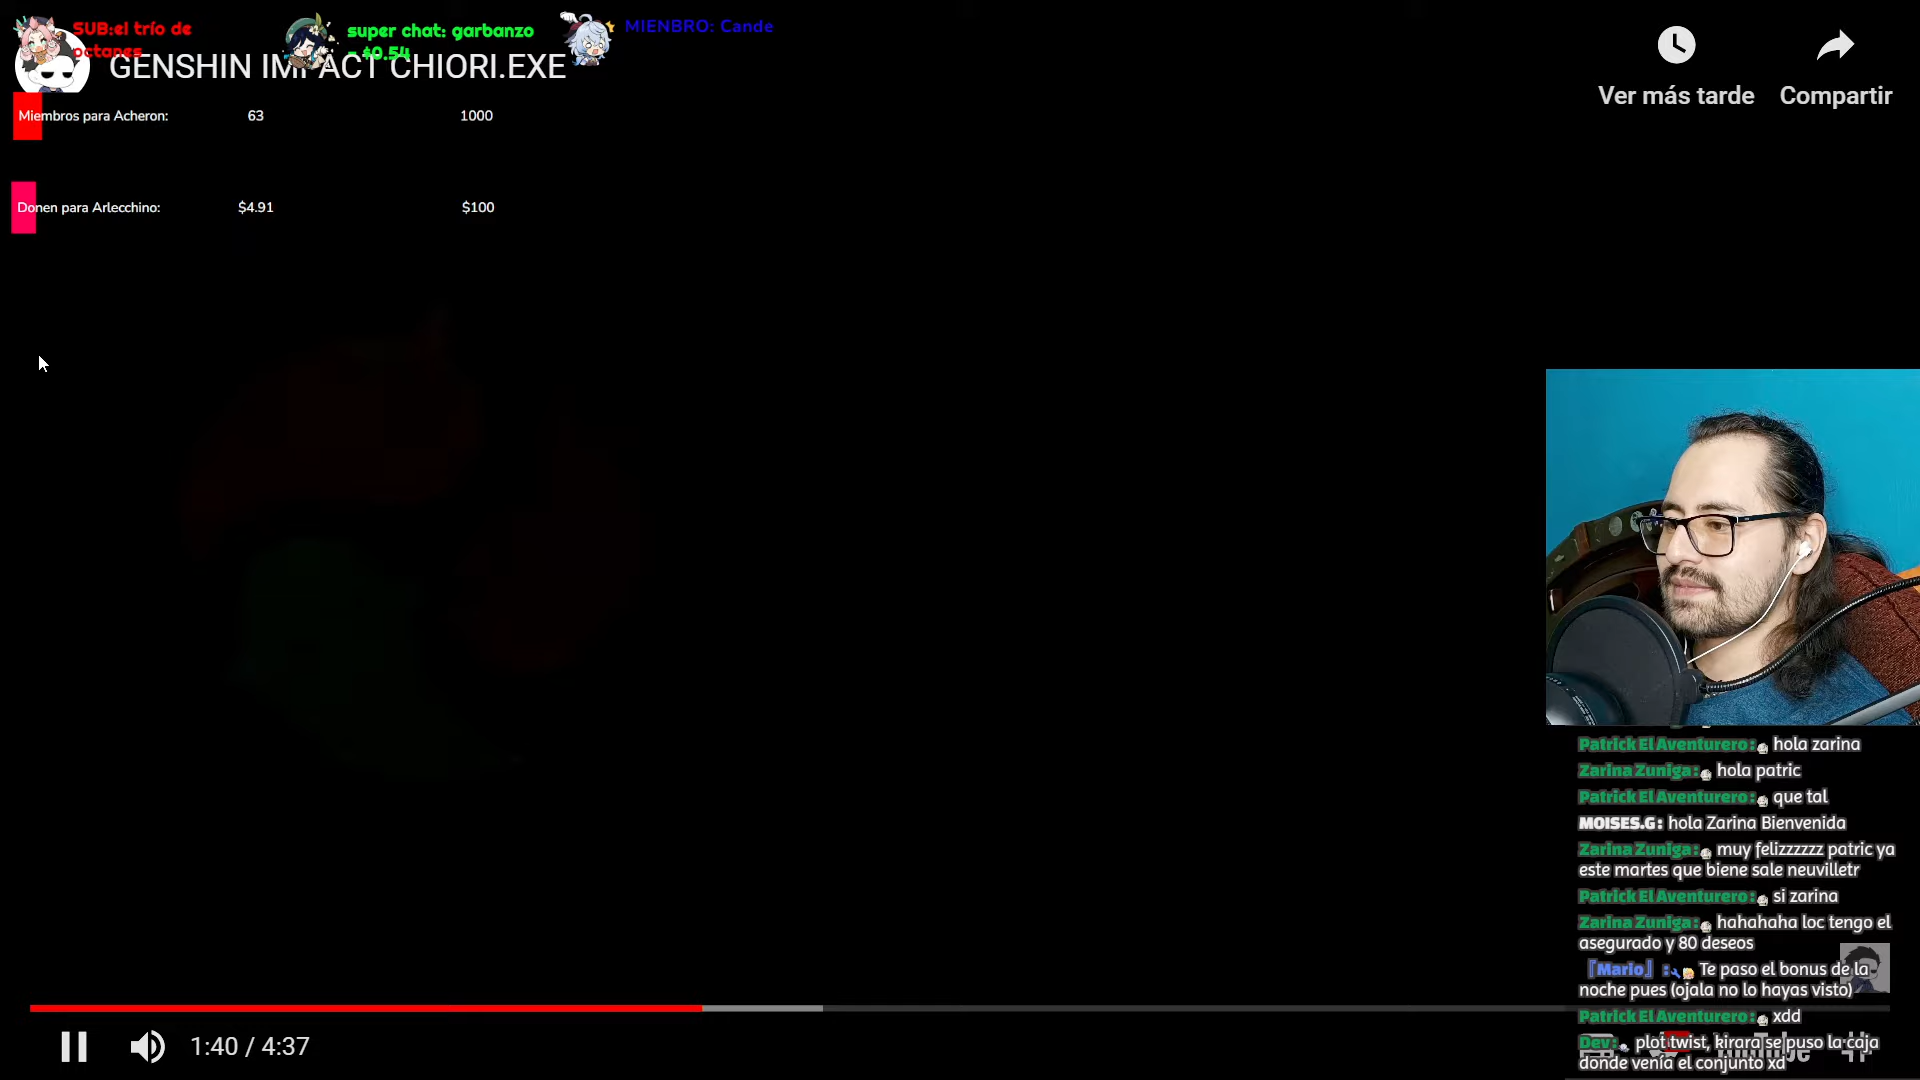 SUB:el trío de
octanes
super chat: garbanzo
- $0.54
MIENBRO: Cande
GENSHIN IMPACT CHIORI.EXE
Ver más tarde
Compartir
Miembros para Acheron: 63 1000
Donen para Arlecchino: $4.91 $100
Patrick El Aventurero: hola zarina
Zarina Zuniga: hola patric
Patrick El Aventurero: que tal
MOISES.G: hola Zarina Bienvenida
Zarina Zuniga: muy felizzzzzz patric ya
este martes que biene sale neuvilletr
Patrick El Aventurero: si zarina
Zarina Zuniga: hahahaha loc tengo el
asegurado y 80 deseos
『Mario』: Te paso el bonus de la
noche pues (ojala no lo hayas visto)
Patrick El Aventurero: xdd
Dev: plot twist, kirara se puso la caja
donde venía el conjunto xd
YouTube
1:40 / 4:37